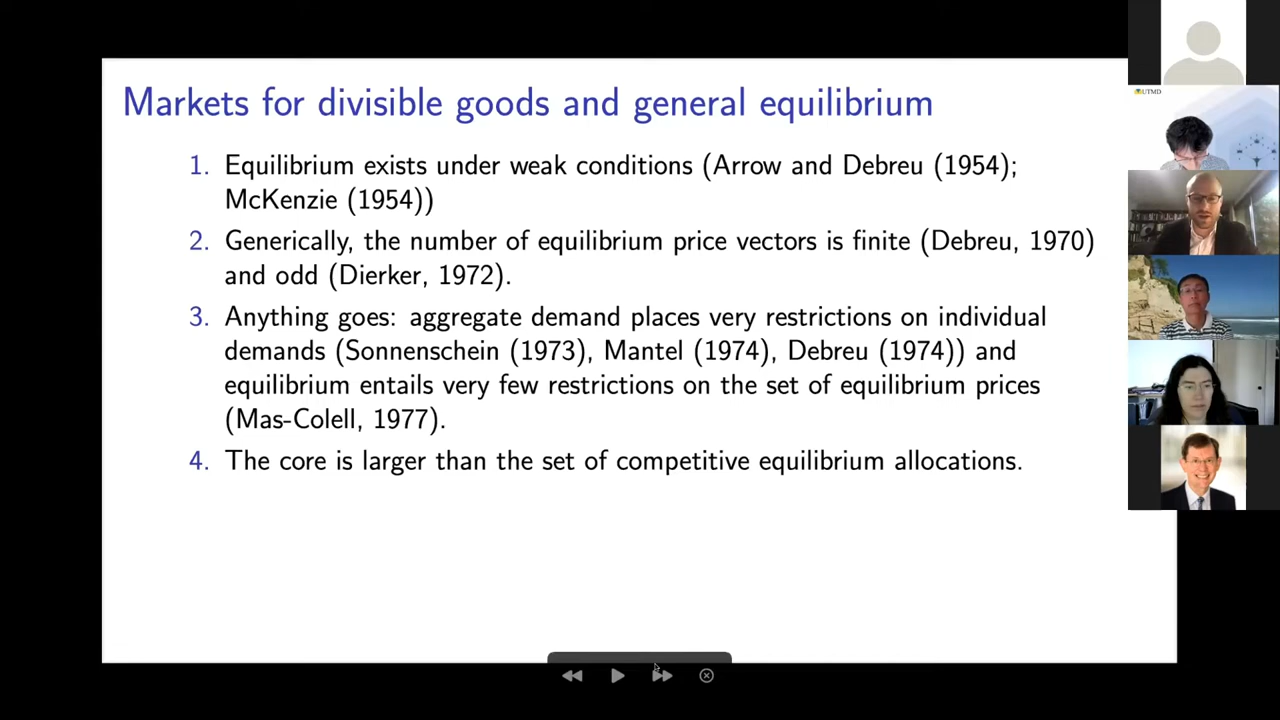 Markets for divisible goods and general equilibrium
1. Equilibrium exists under weak conditions (Arrow and Debreu (1954);
McKenzie (1954))
2. Generically, the number of equilibrium price vectors is finite (Debreu, 1970)
and odd (Dierker, 1972).
3. Anything goes: aggregate demand places very restrictions on individual
demands (Sonnenschein (1973), Mantel (1974), Debreu (1974)) and
equilibrium entails very few restrictions on the set of equilibrium prices
(Mas-Colell, 1977).
4. The core is larger than the set of competitive equilibrium allocations.
UTMD